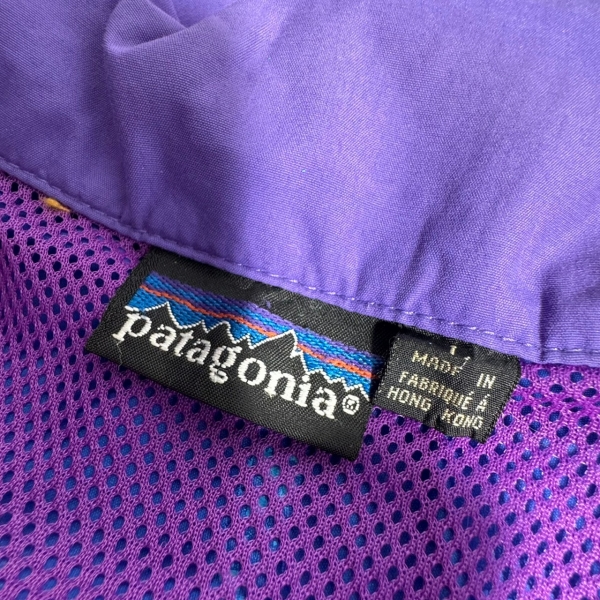 patagonia®
L
MADE IN
FABRIQUÉ À
HONG KONG